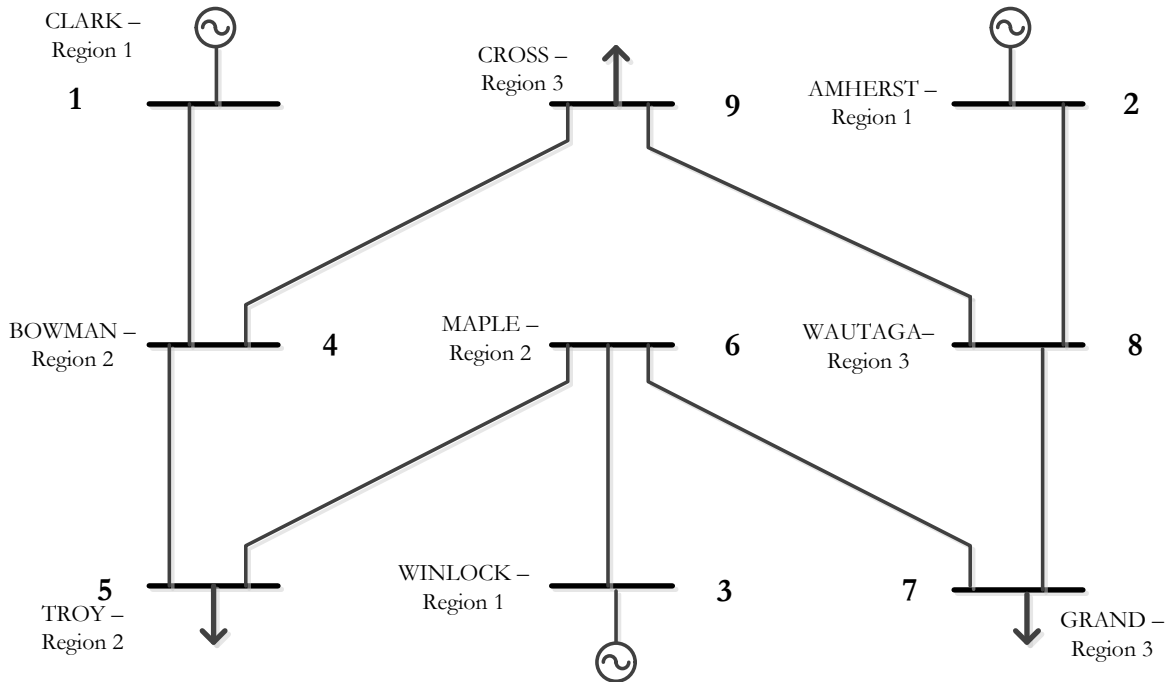 CLARK –
Region 1
1
CROSS –
Region 3
9
AMHERST –
Region 1
2
BOWMAN –
Region 2
4
MAPLE –
Region 2
6
WAUTAGA–
Region 3
8
5
TROY –
Region 2
WINLOCK –
Region 1
3
7
GRAND –
Region 3